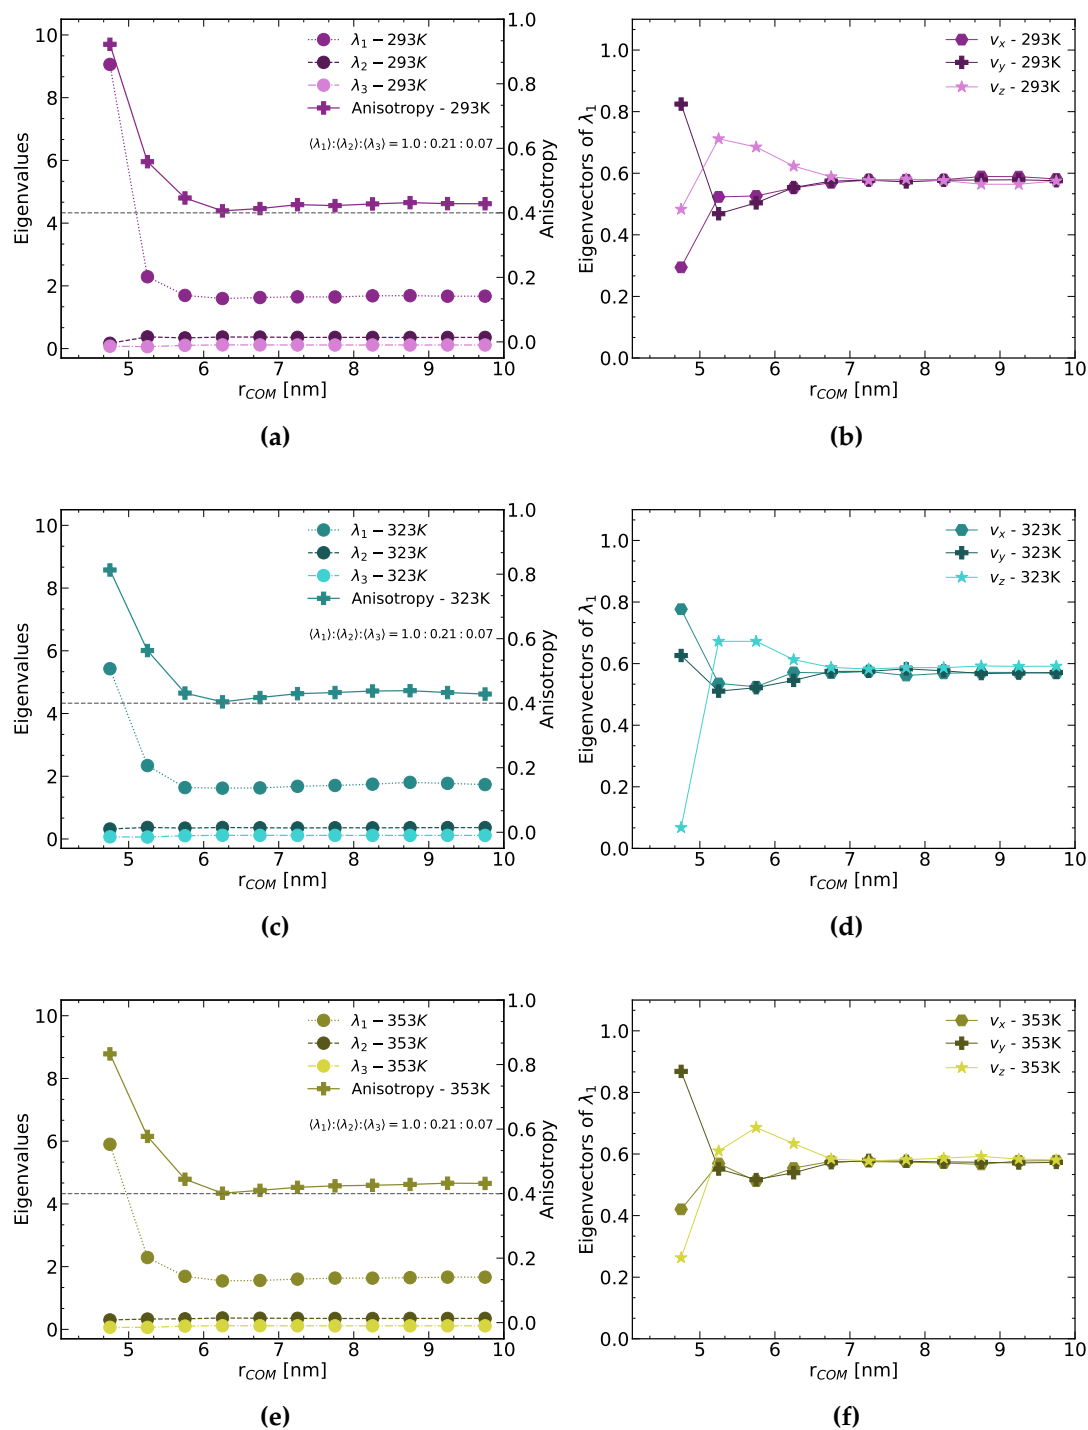 10
8
6
4
2
0
Eigenvalues
5 6 7 8 9 10
r_COM [nm]
1.0
0.8
0.6
0.4
0.2
0.0
Anisotropy
λ1 − 293K
λ2 − 293K
λ3 − 293K
Anisotropy - 293K
⟨λ1⟩:⟨λ2⟩:⟨λ3⟩ = 1.0 : 0.21 : 0.07
(a)
1.0
0.8
0.6
0.4
0.2
0.0
Eigenvectors of λ1
5 6 7 8 9 10
r_COM [nm]
vx - 293K
vy - 293K
vz - 293K
(b)
10
8
6
4
2
0
Eigenvalues
5 6 7 8 9 10
r_COM [nm]
1.0
0.8
0.6
0.4
0.2
0.0
Anisotropy
λ1 − 323K
λ2 − 323K
λ3 − 323K
Anisotropy - 323K
⟨λ1⟩:⟨λ2⟩:⟨λ3⟩ = 1.0 : 0.21 : 0.07
(c)
1.0
0.8
0.6
0.4
0.2
0.0
Eigenvectors of λ1
5 6 7 8 9 10
r_COM [nm]
vx - 323K
vy - 323K
vz - 323K
(d)
10
8
6
4
2
0
Eigenvalues
5 6 7 8 9 10
r_COM [nm]
1.0
0.8
0.6
0.4
0.2
0.0
Anisotropy
λ1 − 353K
λ2 − 353K
λ3 − 353K
Anisotropy - 353K
⟨λ1⟩:⟨λ2⟩:⟨λ3⟩ = 1.0 : 0.21 : 0.07
(e)
1.0
0.8
0.6
0.4
0.2
0.0
Eigenvectors of λ1
5 6 7 8 9 10
r_COM [nm]
vx - 353K
vy - 353K
vz - 353K
(f)